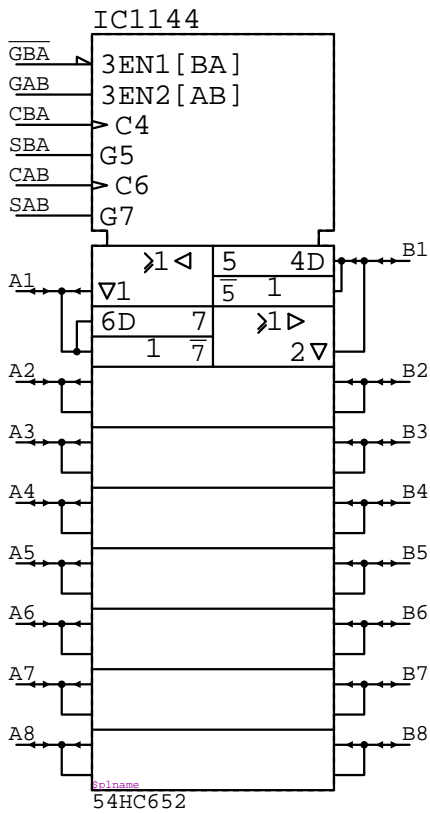 IC1144
GBA
3EN1[BA]
GAB
3EN2[AB]
CBA
C4
SBA
G5
CAB
C6
SAB
G7
A1
≥1
5 4D
B1
▽1
5 1
6D 7
≥1
1 7
2▽
A2
B2
A3
B3
A4
B4
A5
B5
A6
B6
A7
B7
A8
B8
$plname
54HC652